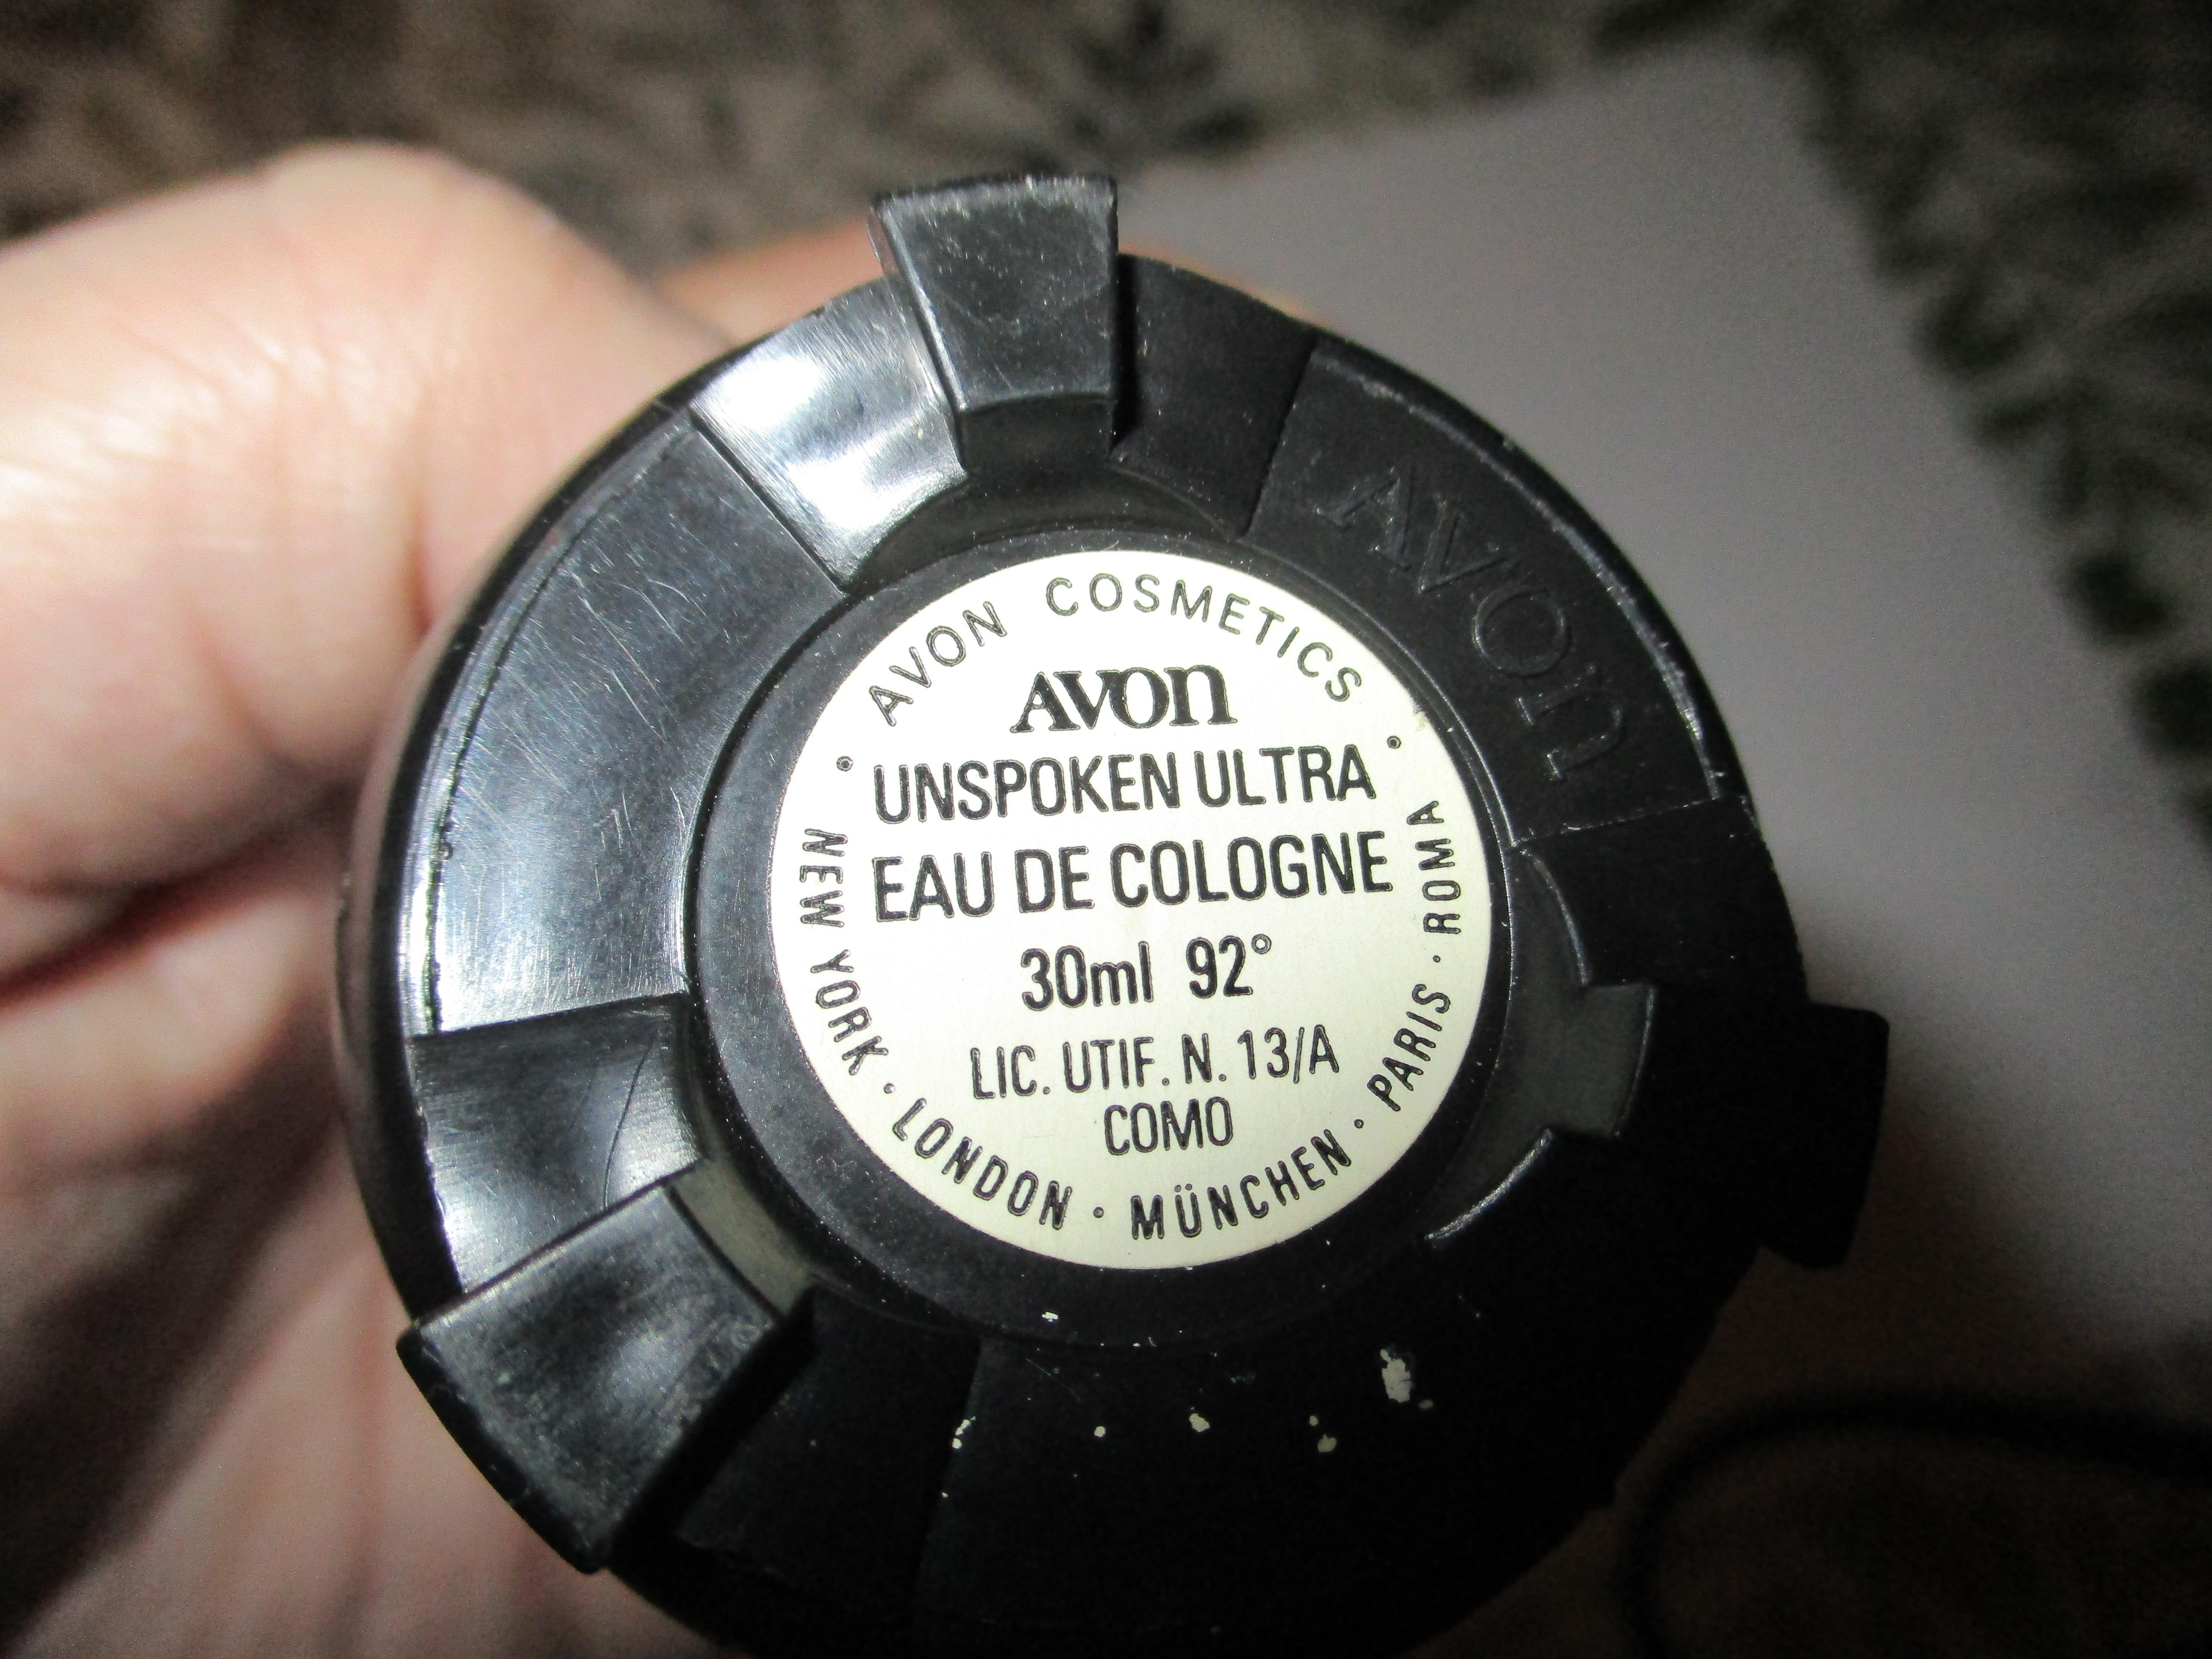 AVON COSMETICS
AVON
UNSPOKEN ULTRA
EAU DE COLOGNE
30ml 92°
LIC. UTIF. N. 13/A
COMO
NEW YORK · LONDON · MÜNCHEN · PARIS · ROMA
AVON